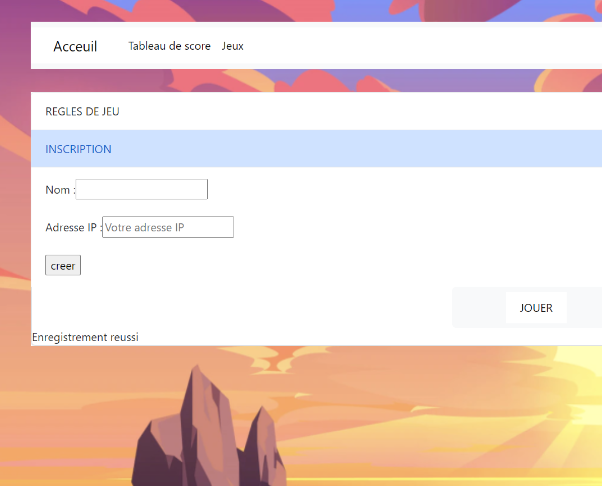 Acceuil Tableau de score Jeux
REGLES DE JEU
INSCRIPTION
Nom :
Adresse IP : Votre adresse IP
creer
JOUER
Enregistrement reussi